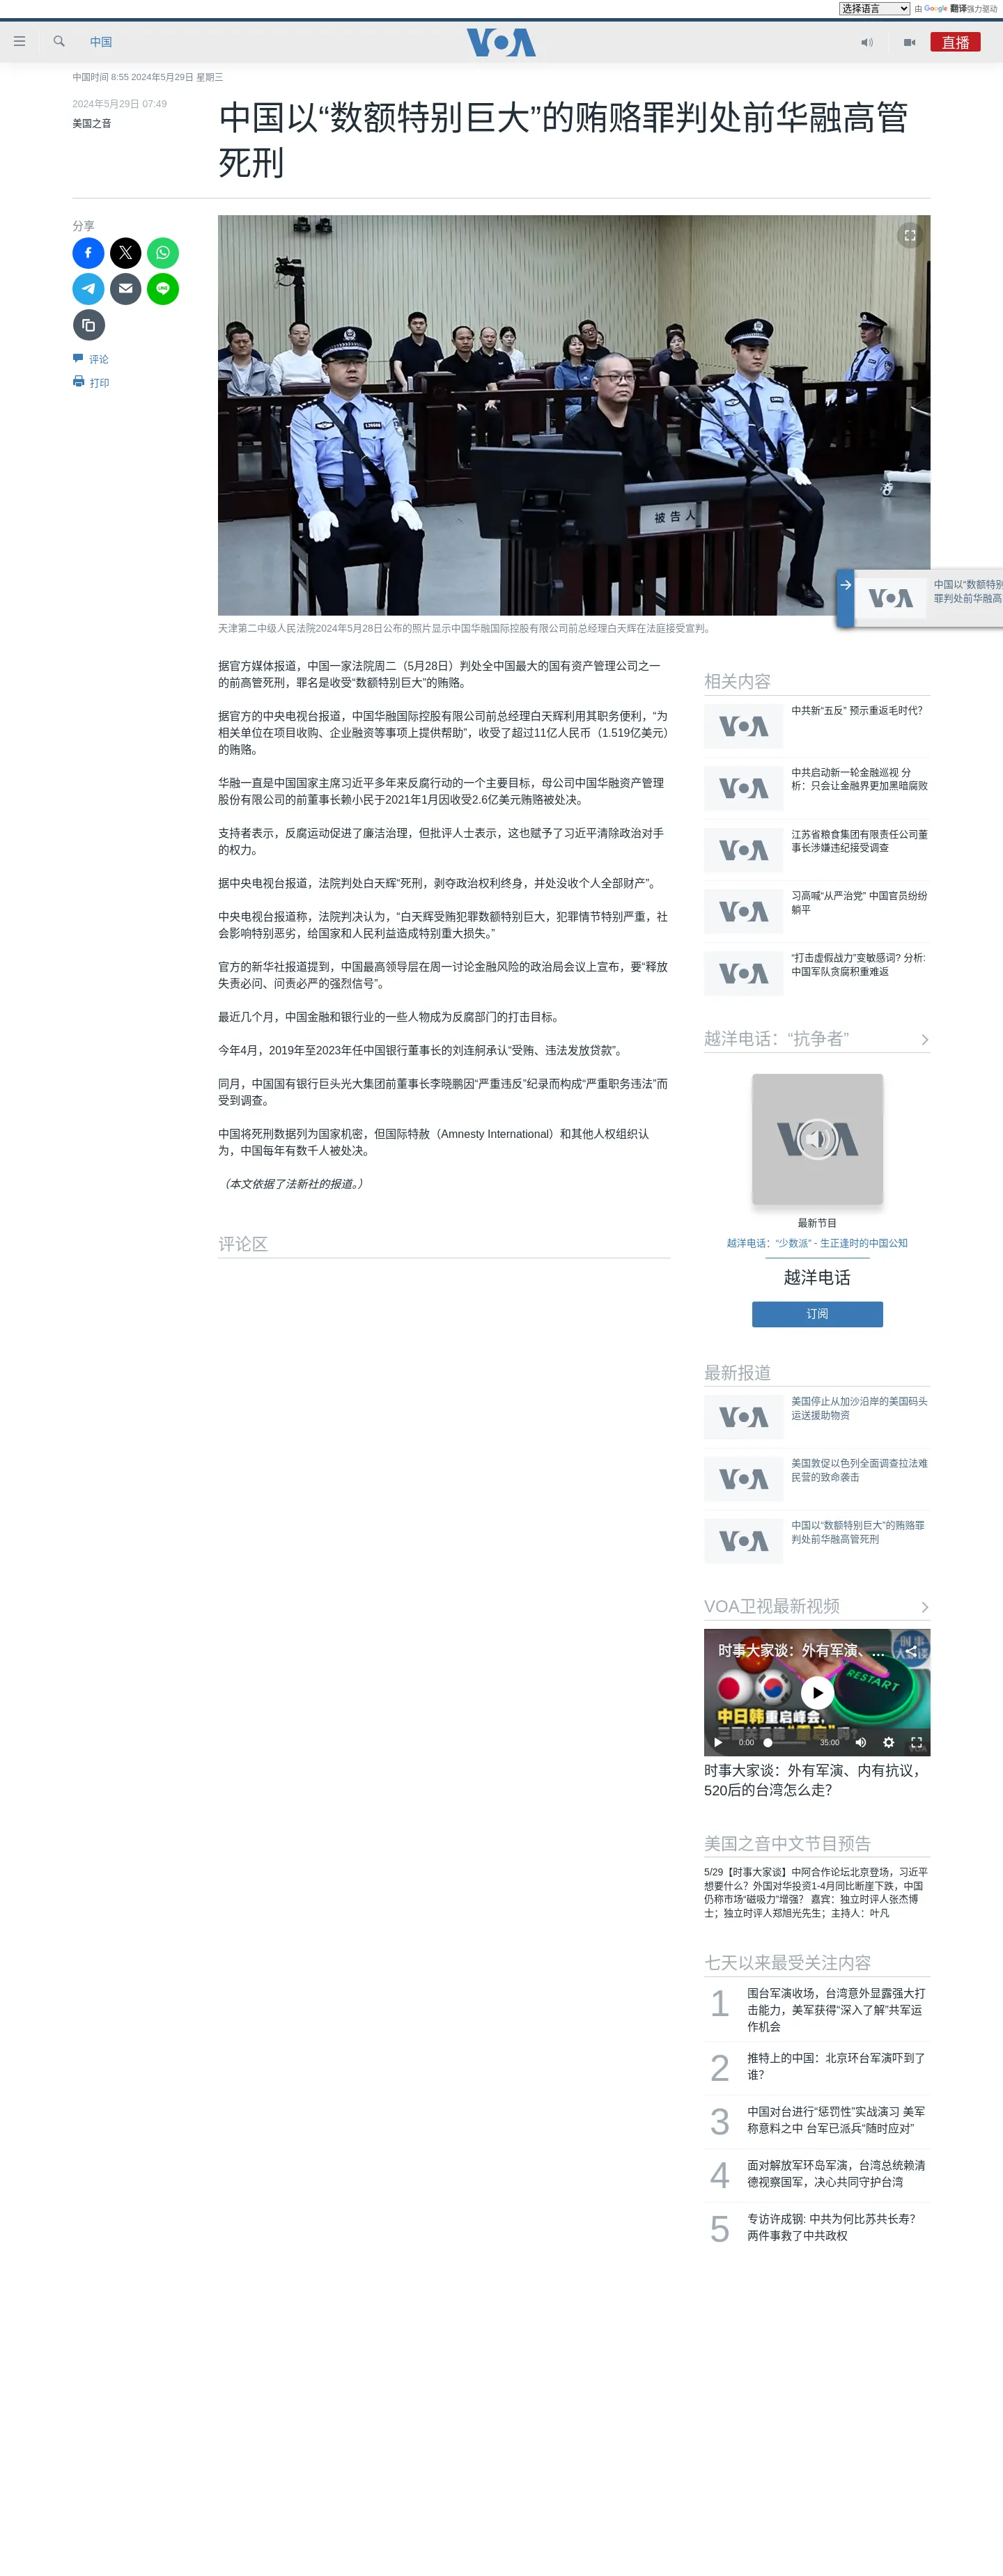 选择语言 由 Google 翻译强力驱动
中国
VOA
直播
中国时间 8:55 2024年5月29日 星期三
2024年5月29日 07:49
美国之音
中国以“数额特别巨大”的贿赂罪判处前华融高管
死刑
分享
评论
打印
被告人
天津第二中级人民法院2024年5月28日公布的照片显示中国华融国际控股有限公司前总经理白天辉在法庭接受宣判。
VOA
中国以“数额特别
罪判处前华融高
据官方媒体报道，中国一家法院周二（5月28日）判处全中国最大的国有资产管理公司之一
的前高管死刑，罪名是收受“数额特别巨大”的贿赂。
据官方的中央电视台报道，中国华融国际控股有限公司前总经理白天辉利用其职务便利，“为
相关单位在项目收购、企业融资等事项上提供帮助”，收受了超过11亿人民币（1.519亿美元）
的贿赂。
华融一直是中国国家主席习近平多年来反腐行动的一个主要目标，母公司中国华融资产管理
股份有限公司的前董事长赖小民于2021年1月因收受2.6亿美元贿赂被处决。
支持者表示，反腐运动促进了廉洁治理，但批评人士表示，这也赋予了习近平清除政治对手
的权力。
据中央电视台报道，法院判处白天辉“死刑，剥夺政治权利终身，并处没收个人全部财产”。
中央电视台报道称，法院判决认为，“白天辉受贿犯罪数额特别巨大，犯罪情节特别严重，社
会影响特别恶劣，给国家和人民利益造成特别重大损失。”
官方的新华社报道提到，中国最高领导层在周一讨论金融风险的政治局会议上宣布，要“释放
失责必问、问责必严的强烈信号”。
最近几个月，中国金融和银行业的一些人物成为反腐部门的打击目标。
今年4月，2019年至2023年任中国银行董事长的刘连舸承认“受贿、违法发放贷款”。
同月，中国国有银行巨头光大集团前董事长李晓鹏因“严重违反”纪录而构成“严重职务违法”而
受到调查。
中国将死刑数据列为国家机密，但国际特赦（Amnesty International）和其他人权组织认
为，中国每年有数千人被处决。
（本文依据了法新社的报道。）
评论区
相关内容
VOA
中共新“五反” 预示重返毛时代？
VOA
中共启动新一轮金融巡视 分
析：只会让金融界更加黑暗腐败
VOA
江苏省粮食集团有限责任公司董
事长涉嫌违纪接受调查
VOA
习高喊“从严治党” 中国官员纷纷
躺平
VOA
“打击虚假战力”变敏感词? 分析:
中国军队贪腐积重难返
越洋电话：“抗争者”
VOA
最新节目
越洋电话：“少数派” - 生正逢时的中国公知
越洋电话
订阅
最新报道
VOA
美国停止从加沙沿岸的美国码头
运送援助物资
VOA
美国敦促以色列全面调查拉法难
民营的致命袭击
VOA
中国以“数额特别巨大”的贿赂罪
判处前华融高管死刑
VOA卫视最新视频
时事大家谈：外有军演、...
RESTART
中日韩重启峰会，
0:00 35:00
时事大家谈：外有军演、内有抗议，
520后的台湾怎么走？
美国之音中文节目预告
5/29【时事大家谈】中阿合作论坛北京登场，习近平
想要什么？外国对华投资1-4月同比断崖下跌，中国
仍称市场“磁吸力”增强？ 嘉宾：独立时评人张杰博
士；独立时评人郑旭光先生；主持人：叶凡
七天以来最受关注内容
1 围台军演收场，台湾意外显露强大打
击能力，美军获得“深入了解”共军运
作机会
2 推特上的中国：北京环台军演吓到了
谁？
3 中国对台进行“惩罚性”实战演习 美军
称意料之中 台军已派兵“随时应对”
4 面对解放军环岛军演，台湾总统赖清
德视察国军，决心共同守护台湾
5 专访许成钢: 中共为何比苏共长寿？
两件事救了中共政权